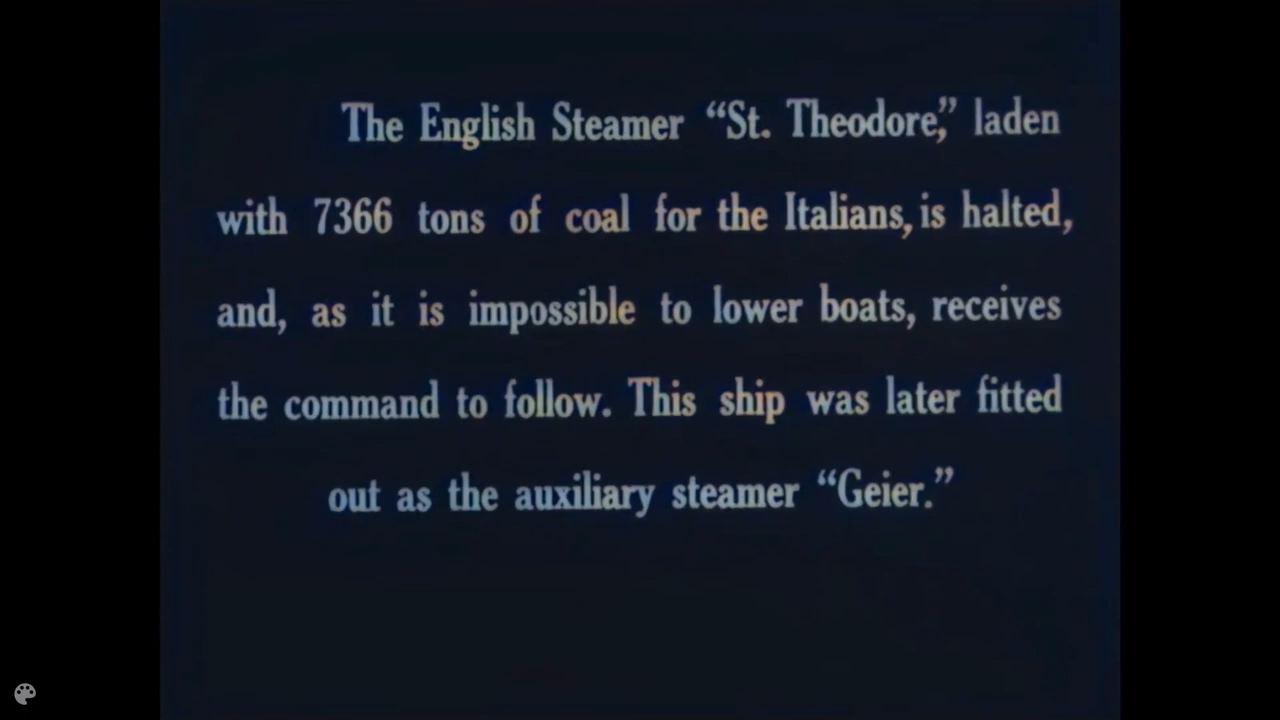 The English Steamer “St. Theodore,” laden
with 7366 tons of coal for the Italians, is halted,
and, as it is impossible to lower boats, receives
the command to follow. This ship was later fitted
out as the auxiliary steamer “Geier.”